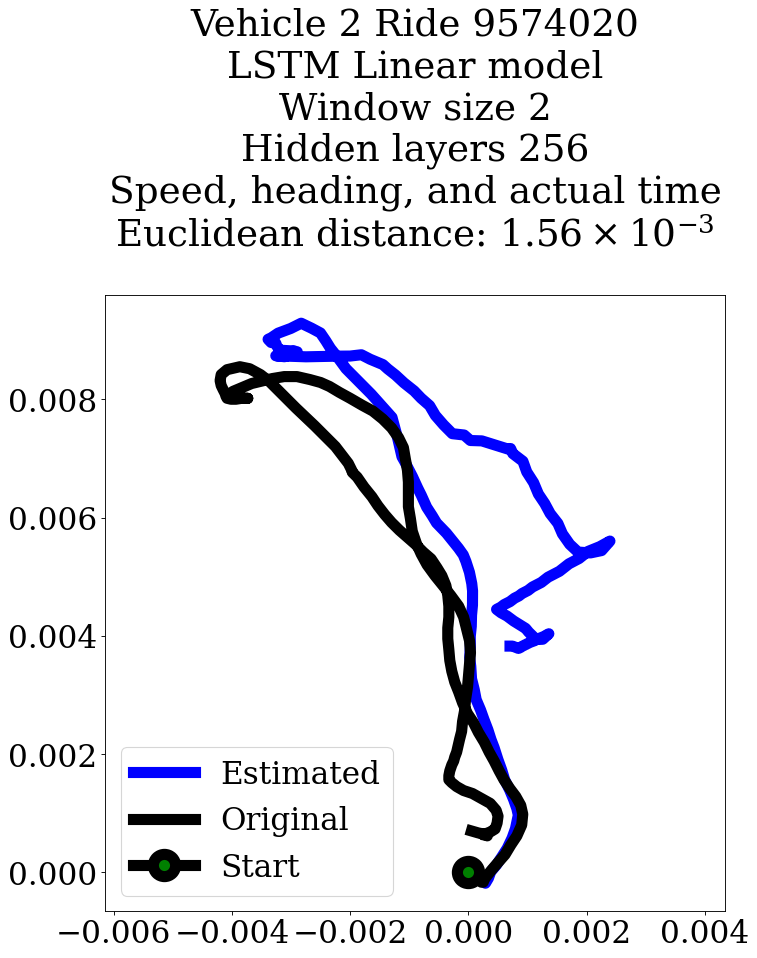 Vehicle 2 Ride 9574020
LSTM Linear model
Window size 2
Hidden layers 256
Speed, heading, and actual time
Euclidean distance: 1.56 × 10⁻³
0.008
0.006
0.004
0.002
0.000
Estimated
Original
Start
−0.006 −0.004 −0.002 0.000 0.002 0.004